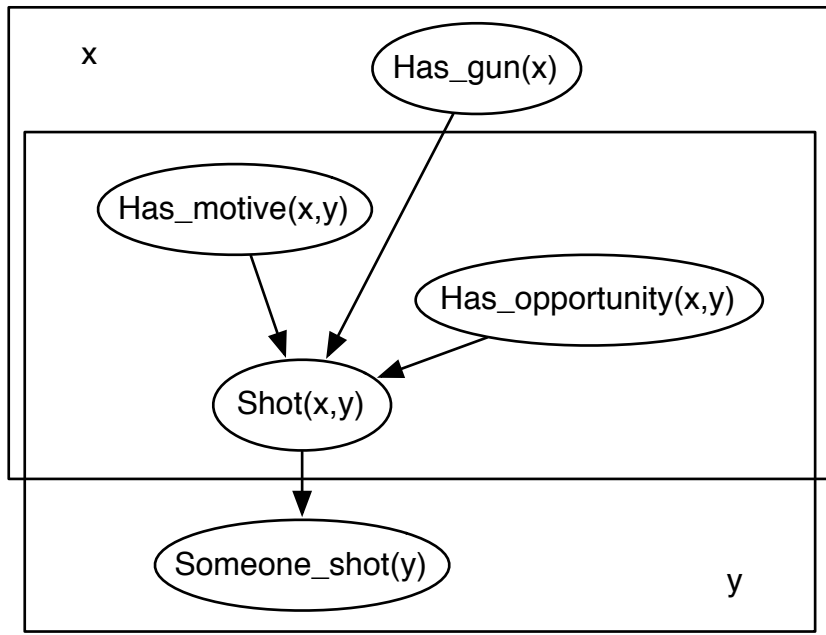 x
Has_gun(x)
Has_motive(x,y)
Has_opportunity(x,y)
Shot(x,y)
Someone_shot(y)
y